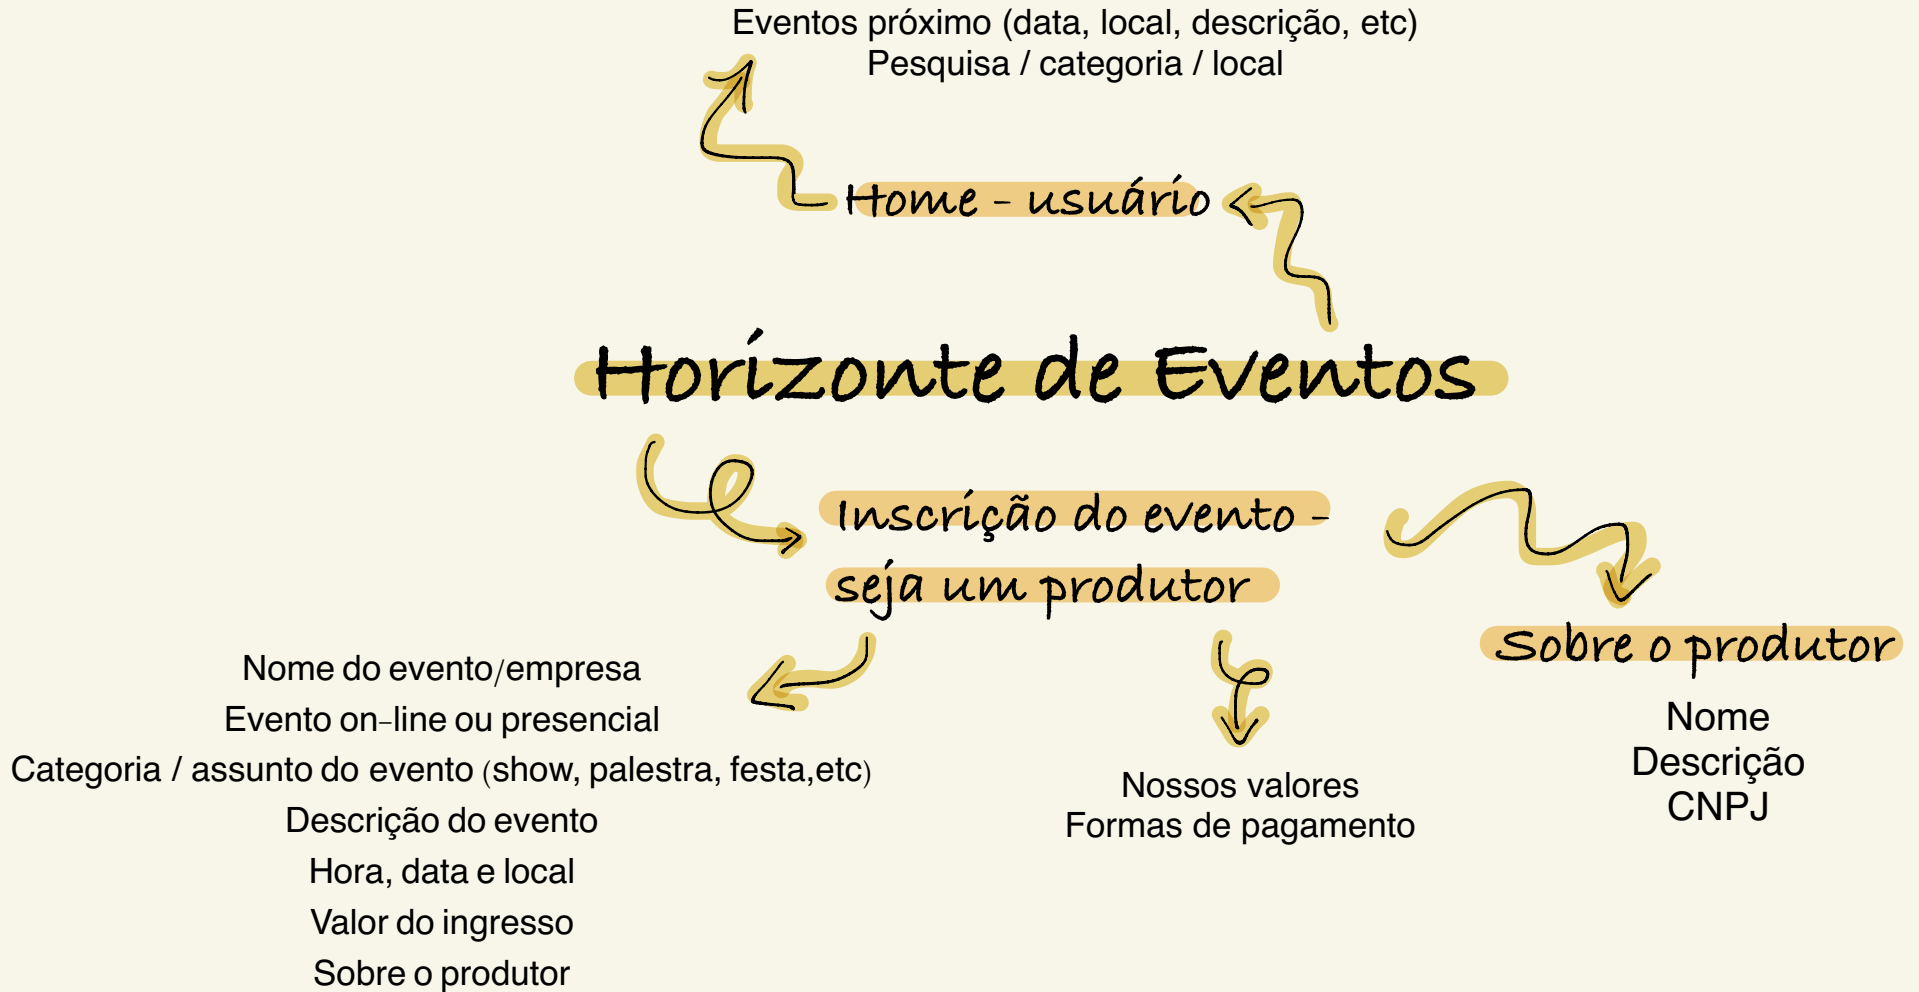 Eventos próximo (data, local, descrição, etc)
Pesquisa / categoria / local
Home - usuário
Horizonte de Eventos
Inscrição do evento -
seja um produtor
Nome do evento/empresa
Evento on-line ou presencial
Categoria / assunto do evento (show, palestra, festa,etc)
Descrição do evento
Hora, data e local
Valor do ingresso
Sobre o produtor
Nossos valores
Formas de pagamento
Sobre o produtor
Nome
Descrição
CNPJ